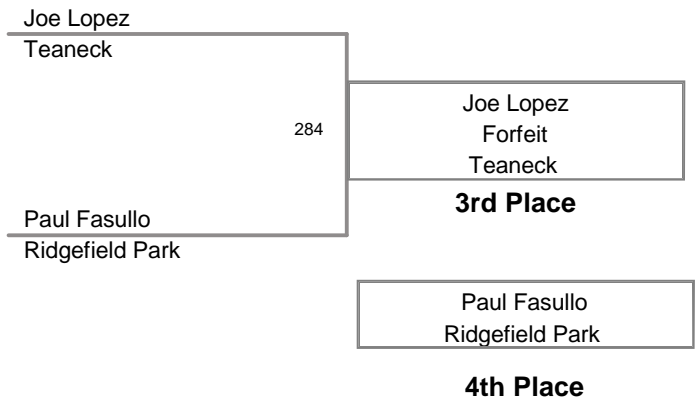 Joe Lopez
Teaneck
284
Joe Lopez
Forfeit
Teaneck
3rd Place
Paul Fasullo
Ridgefield Park
Paul Fasullo
Ridgefield Park
4th Place